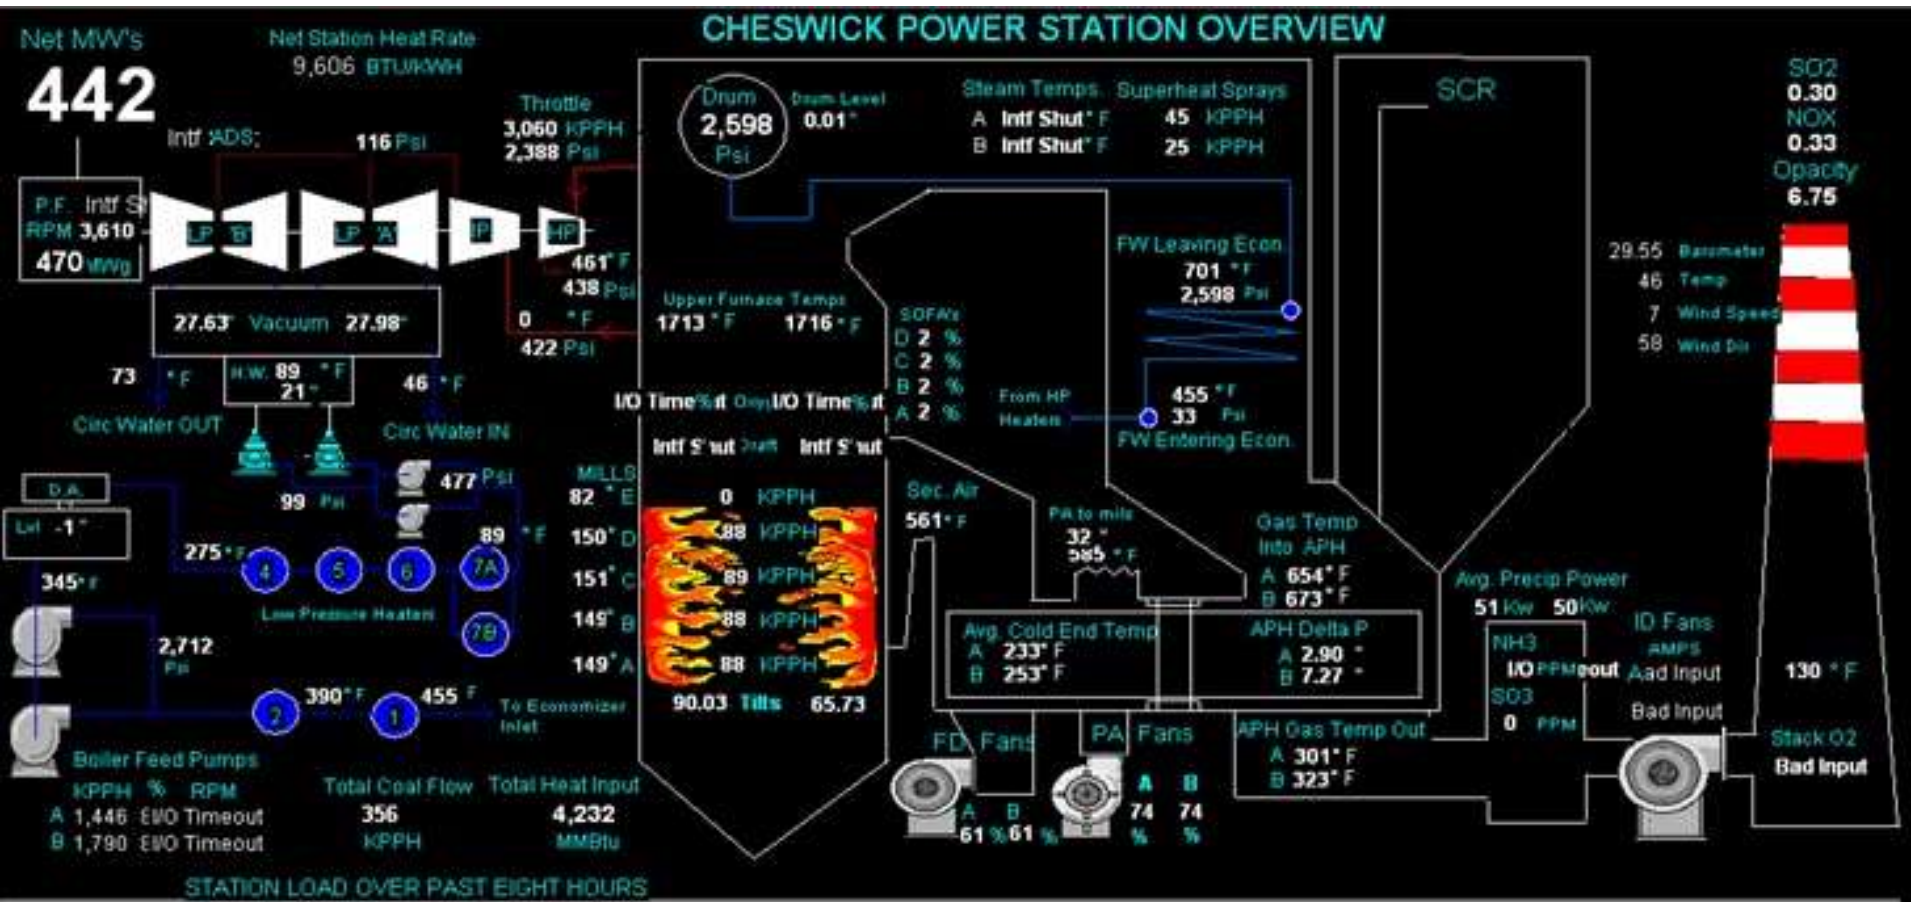 CHESWICK POWER STATION OVERVIEW
Net MW's
442
Net Station Heat Rate
9,606 BTU/KWH
Throttle
3,060 KPPH
2,388 Psi
Intf ADS:
116 Psi
P.F. Intf S
RPM 3,610
470 MWg
LP 'B'
LP 'A'
IP
HP
461° F
438 Psi
0 ° F
422 Psi
27.63" Vacuum 27.98"
73 ° F
H.W. 89 ° F
21 "
46 ° F
Circ Water OUT
Circ Water IN
D.A.
Lvl -1 "
99 Psi
477 Psi
89 ° F
275 ° F
4
5
6
7A
7B
Low Pressure Heaters
345° F
2,712
Psi
2
390° F
1
455 F
To Economizer
Inlet
Boiler Feed Pumps
KPPH % RPM
A 1,446 EI/O Timeout
B 1,790 EI/O Timeout
Total Coal Flow
356
KPPH
Total Heat Input
4,232
MMBtu
STATION LOAD OVER PAST EIGHT HOURS
Drum
2,598
Psi
Drum Level
0.01"
Steam Temps
A Intf Shut° F
B Intf Shut° F
Superheat Sprays
45 KPPH
25 KPPH
Upper Furnace Temps
1713 ° F 1716 ° F
SOFA's
D 2 %
C 2 %
B 2 %
A 2 %
FW Leaving Econ.
701 ° F
2,598 Psi
From HP
Heaters
455 ° F
33 Psi
FW Entering Econ.
MILLS
82 ° E 0 KPPH
150° D 88 KPPH
151° C 89 KPPH
149° B 88 KPPH
149° A 88 KPPH
90.03 Tilts 65.73
Sec. Air
561° F
PA to mills
32 "
585 ° F
Gas Temp
Into APH
A 654° F
B 673° F
Avg. Cold End Temp
A 233° F
B 253° F
APH Delta P
A 2.90 "
B 7.27 "
FD Fans
A B
61 % 61 %
PA Fans
A B
74 74
% %
APH Gas Temp Out
A 301° F
B 323° F
SCR
Avg. Precip Power
51 Kw 50 Kw
NH3
I/O PPM eout
SO3
0 PPM
ID Fans
AMPS
Bad Input
SO2
0.30
NOX
0.33
Opacity
6.75
29.55 Barometer
46 Temp
7 Wind Speed
58 Wind Dir
130 ° F
Stack O2
Bad Input